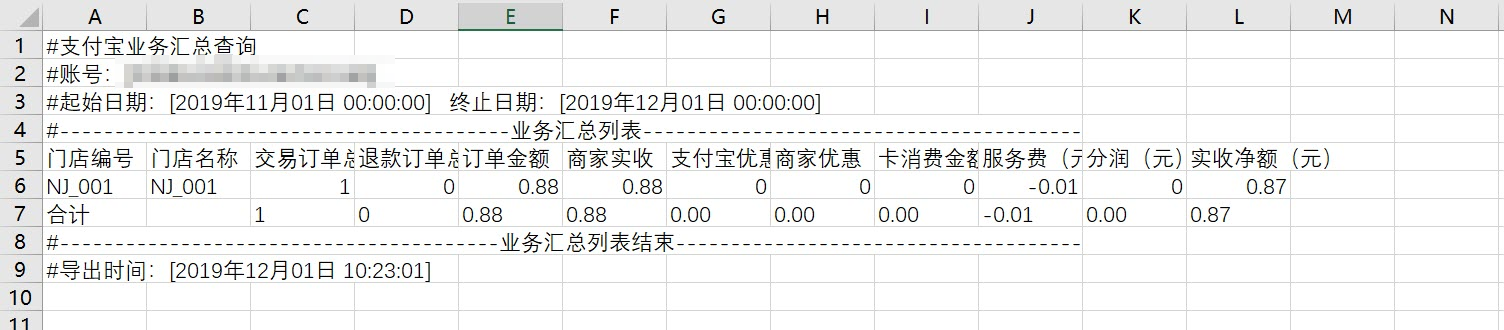 A B C D E F G H I J K L M N
1 #支付宝业务汇总查询
2 #账号：
3 #起始日期：[2019年11月01日 00:00:00] 终止日期：[2019年12月01日 00:00:00]
4 #-----------------------------------------业务汇总列表----------------------------------------
5 门店编号 门店名称 交易订单总 退款订单总 订单金额 商家实收 支付宝优惠 商家优惠 卡消费金额 服务费（元 分润（元） 实收净额（元）
6 NJ_001 NJ_001 1 0 0.88 0.88 0 0 0 -0.01 0 0.87
7 合计 1 0 0.88 0.88 0.00 0.00 0.00 -0.01 0.00 0.87
8 #----------------------------------------业务汇总列表结束-------------------------------------
9 #导出时间：[2019年12月01日 10:23:01]
10
11